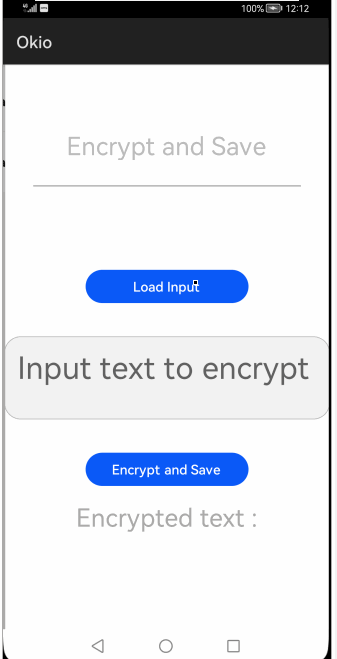 100% 12:12
Okio
Encrypt and Save
Load Input
Input text to encrypt
Encrypt and Save
Encrypted text :